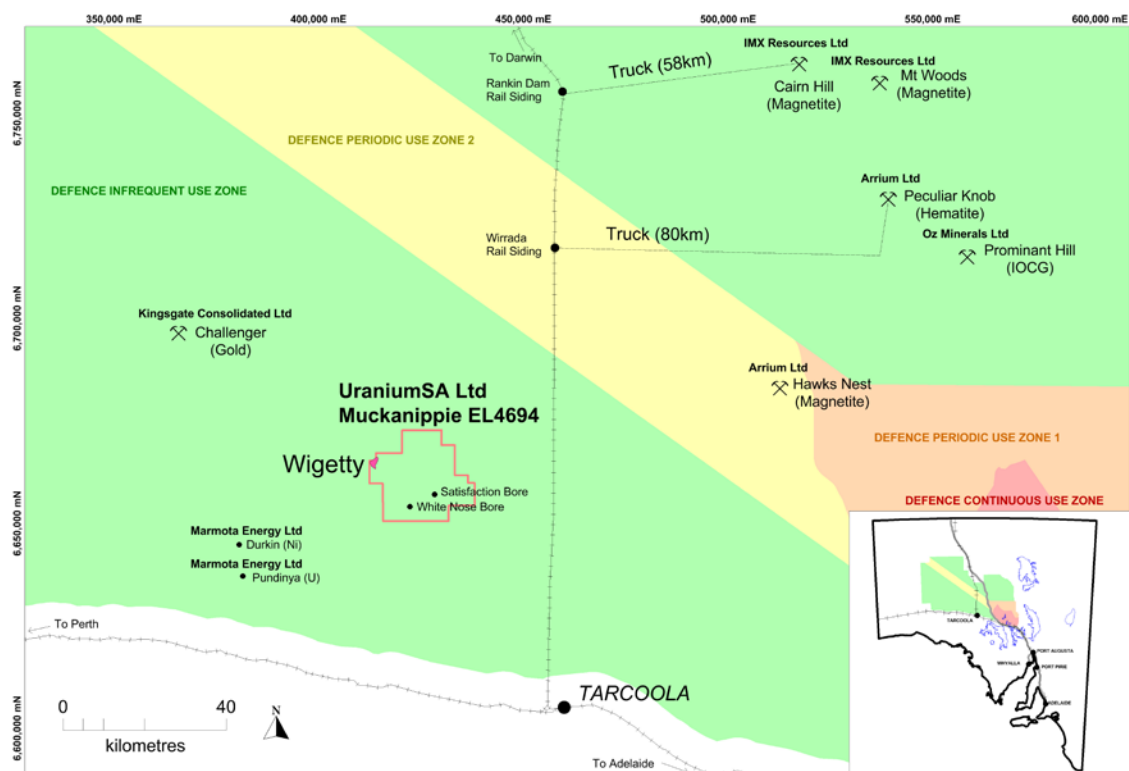 350,000 mE
400,000 mE
450,000 mE
500,000 mE
550,000 mE
600,000 mE
6,750,000 mN
6,700,000 mN
6,650,000 mN
6,600,000 mN
To Darwin
Rankin Dam
Rail Siding
Truck (58km)
IMX Resources Ltd
Cairn Hill
(Magnetite)
IMX Resources Ltd
Mt Woods
(Magnetite)
DEFENCE PERIODIC USE ZONE 2
DEFENCE INFREQUENT USE ZONE
Arrium Ltd
Peculiar Knob
(Hematite)
Wirrada
Rail Siding
Truck (80km)
Oz Minerals Ltd
Prominant Hill
(IOCG)
Kingsgate Consolidated Ltd
Challenger
(Gold)
Arrium Ltd
Hawks Nest
(Magnetite)
UraniumSA Ltd
Muckanippie EL4694
Wigetty
Satisfaction Bore
White Nose Bore
DEFENCE PERIODIC USE ZONE 1
DEFENCE CONTINUOUS USE ZONE
Marmota Energy Ltd
Durkin (Ni)
Marmota Energy Ltd
Pundinya (U)
To Perth
TARCOOLA
To Adelaide
0
40
kilometres
N
TARCOOLA
PORT AUGUSTA
WHYALLA
PORT PIRIE
ADELAIDE